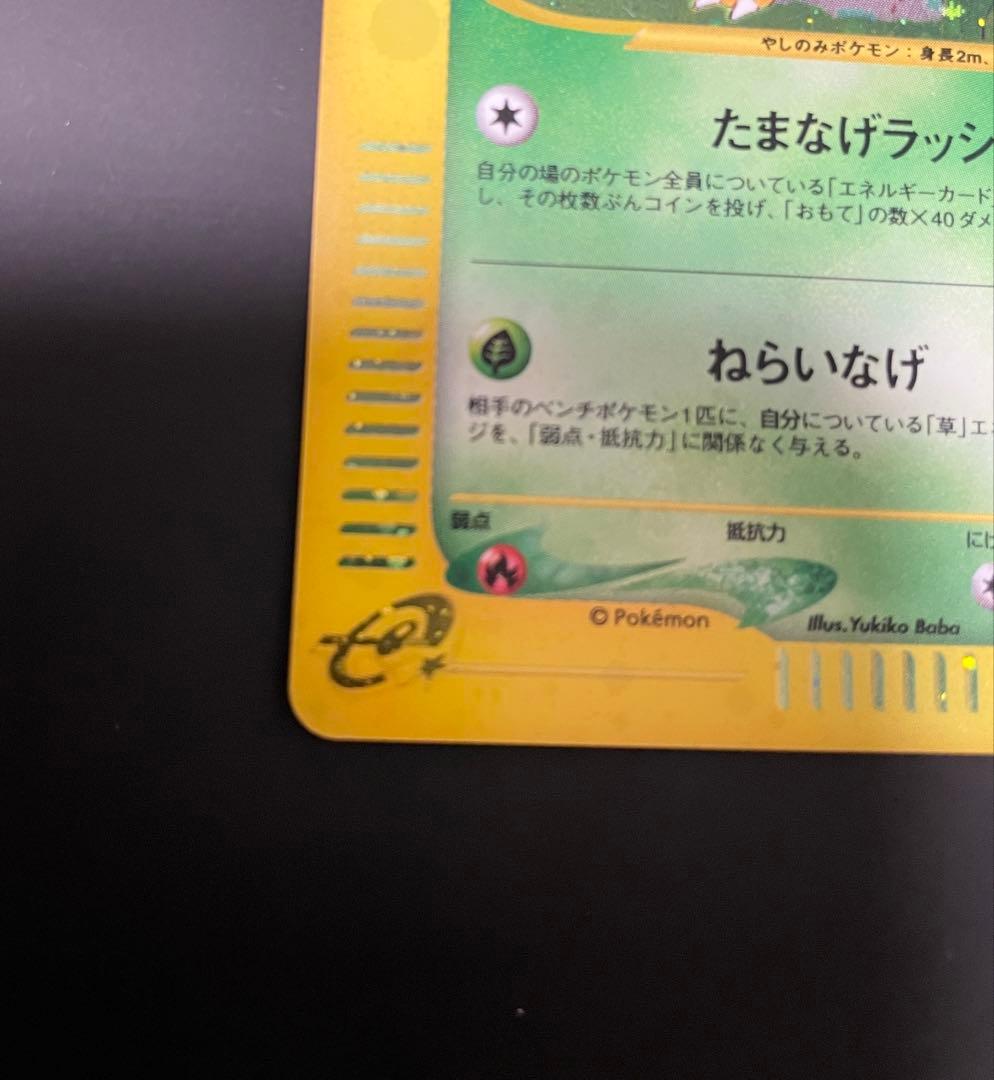 やしのみポケモン：身長2m、
たまなげラッシ
自分の場のポケモン全員についている「エネルギーカード
し、その枚数ぶんコインを投げ、「おもて」の数×40ダメ
ねらいなげ
相手のベンチポケモン1匹に、自分についている「草」エネ
ジを、「弱点・抵抗力」に関係なく与える。
弱点
抵抗力
にげ
© Pokémon
Illus. Yukiko Baba